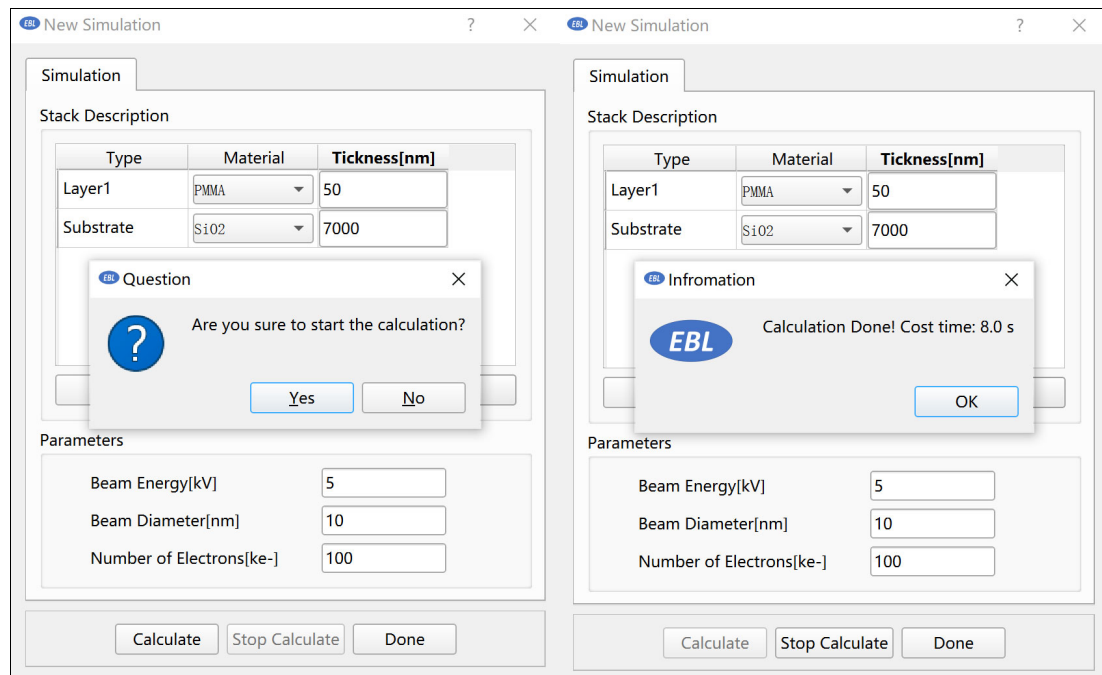 EBL New Simulation ? ×
Simulation
Stack Description
Type Material Tickness[nm]
Layer1 PMMA 50
Substrate SiO2 7000
EBL Question ×
? Are you sure to start the calculation?
Yes No
Parameters
Beam Energy[kV] 5
Beam Diameter[nm] 10
Number of Electrons[ke-] 100
Calculate Stop Calculate Done
EBL New Simulation ? ×
Simulation
Stack Description
Type Material Tickness[nm]
Layer1 PMMA 50
Substrate SiO2 7000
EBL Infromation ×
EBL Calculation Done! Cost time: 8.0 s
OK
Parameters
Beam Energy[kV] 5
Beam Diameter[nm] 10
Number of Electrons[ke-] 100
Calculate Stop Calculate Done